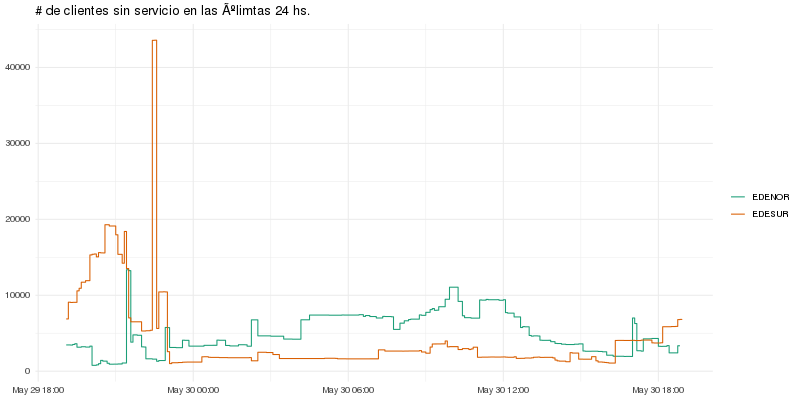 # de clientes sin servicio en las Ãºlimtas 24 hs.
40000
30000
20000
10000
0
May 29 18:00 May 30 00:00 May 30 06:00 May 30 12:00 May 30 18:00
EDENOR
EDESUR